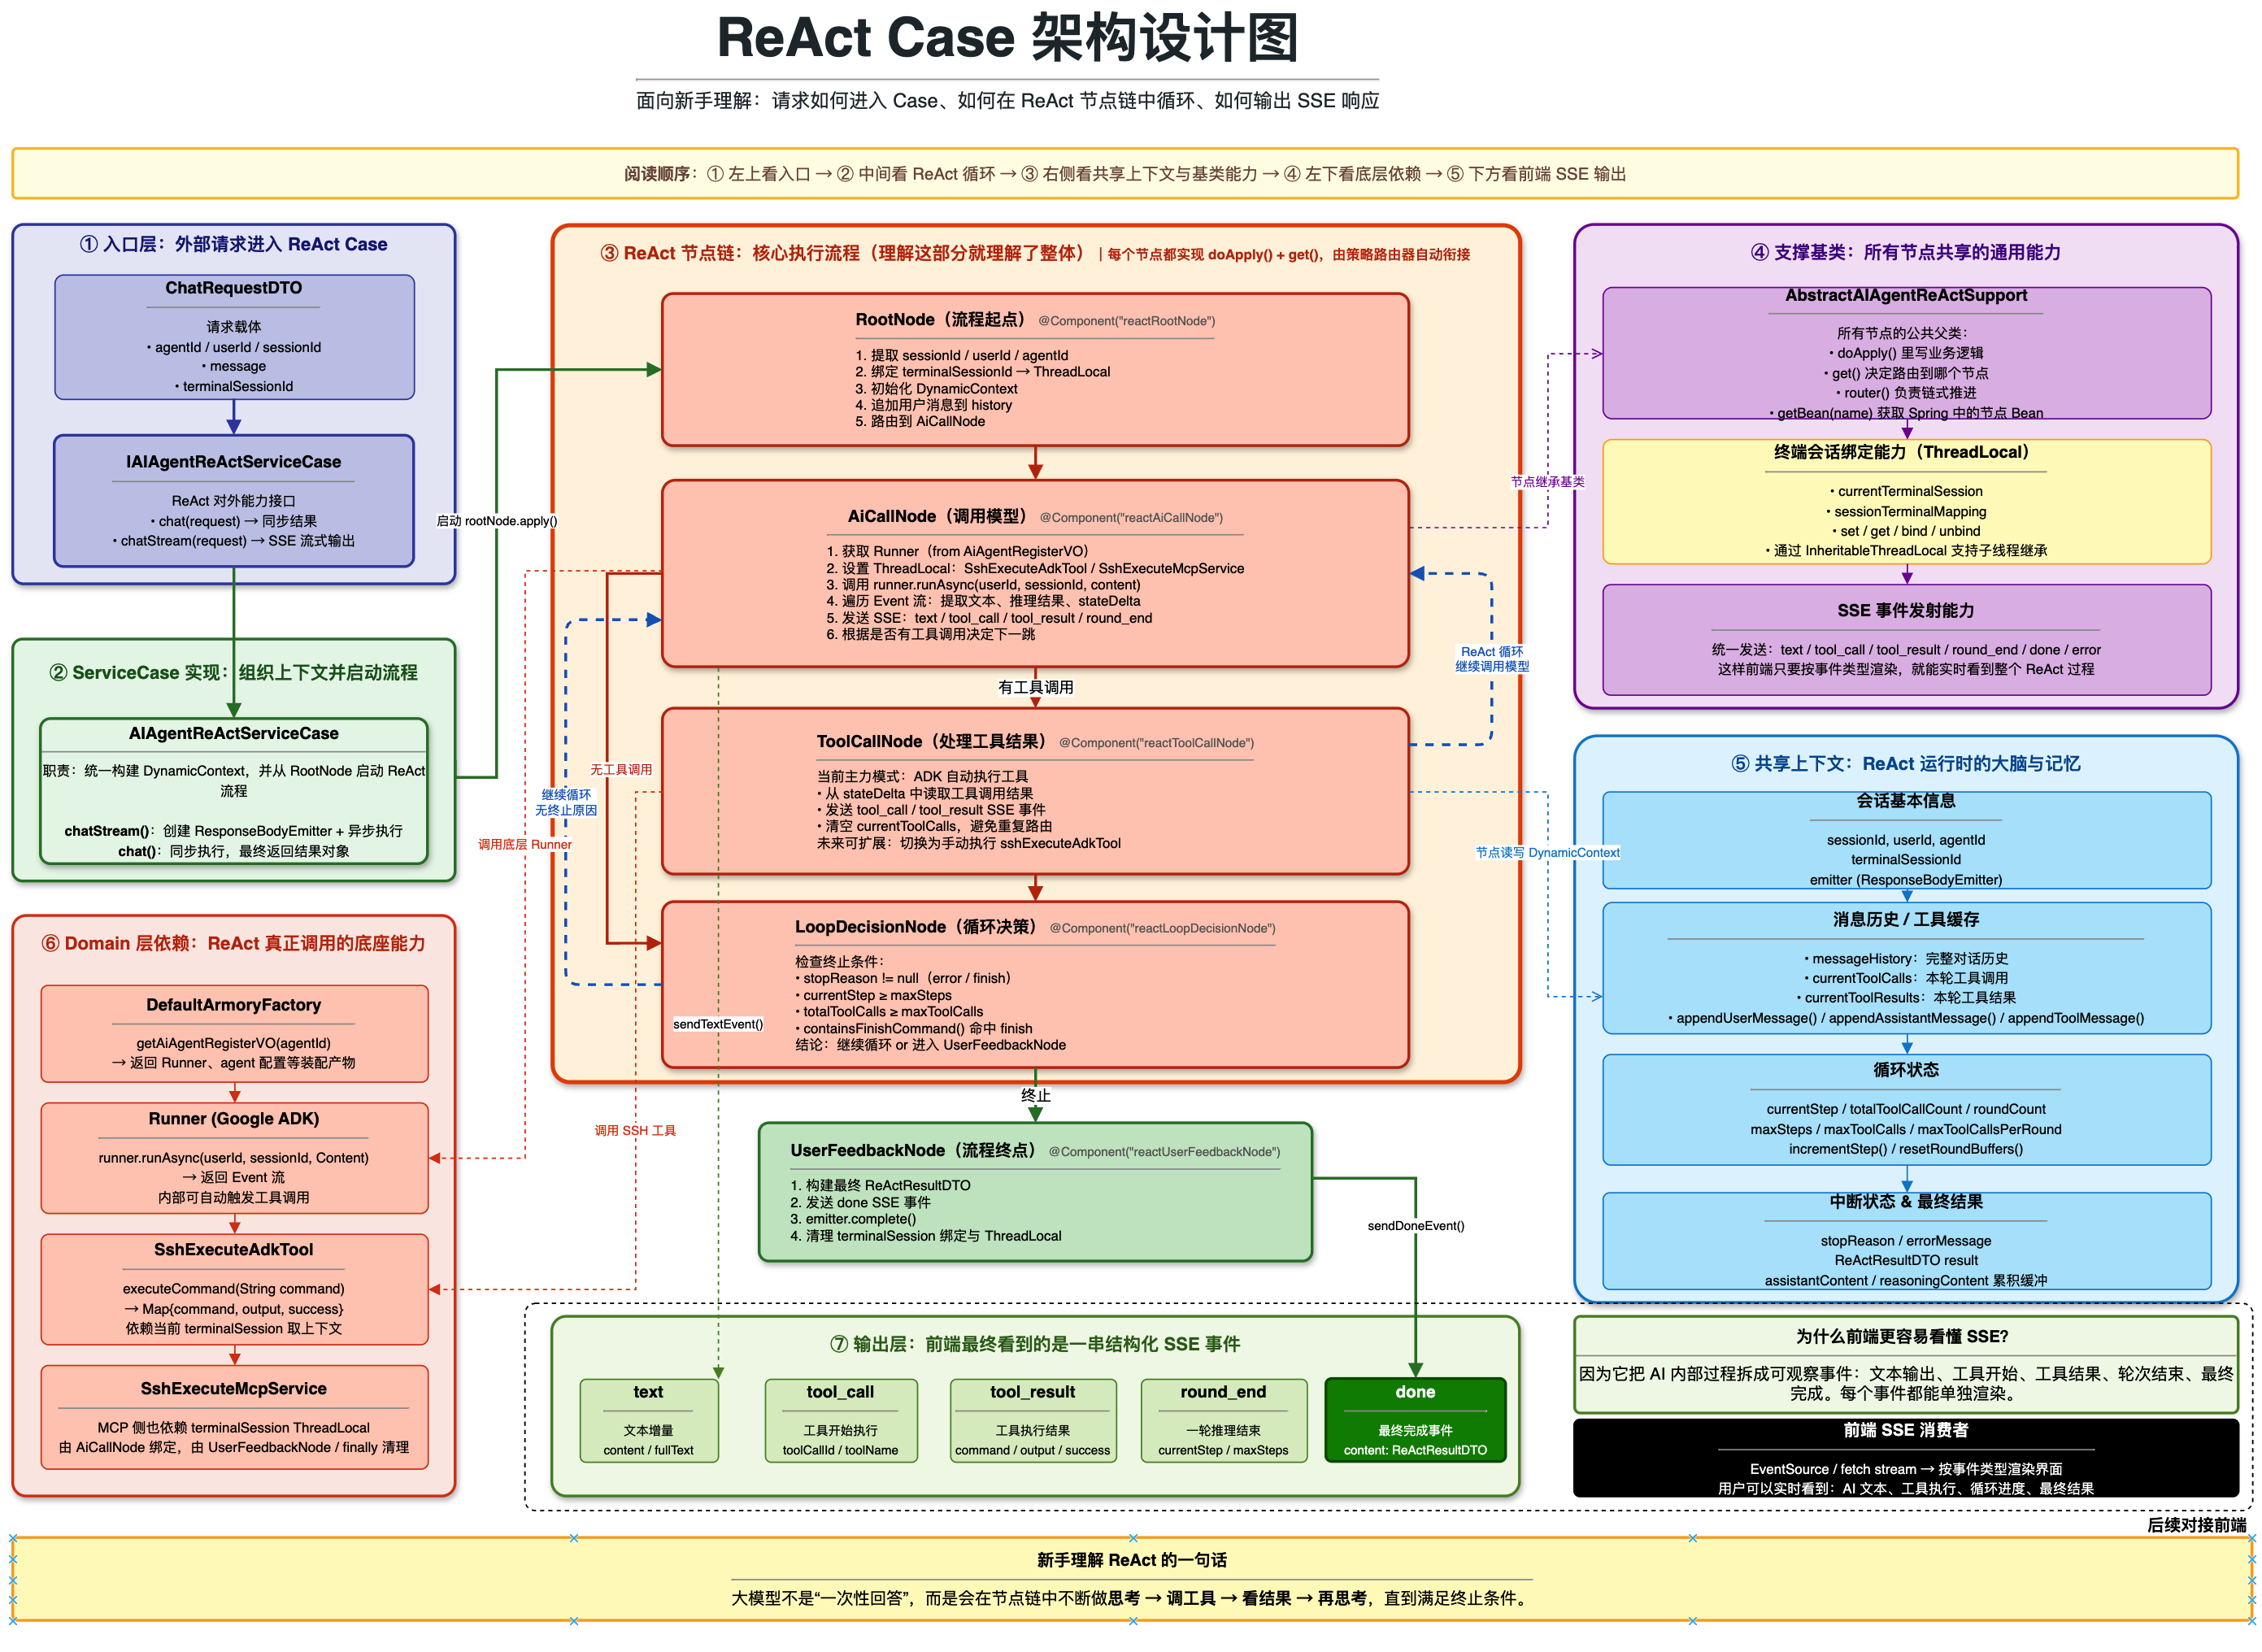 ReAct Case 架构设计图
面向新手理解：请求如何进入 Case、如何在 ReAct 节点链中循环、如何输出 SSE 响应
阅读顺序：① 左上看入口 → ② 中间看 ReAct 循环 → ③ 右侧看共享上下文与基类能力 → ④ 左下看底层依赖 → ⑤ 下方看前端 SSE 输出
① 入口层：外部请求进入 ReAct Case
ChatRequestDTO
请求载体
• agentId / userId / sessionId
• message
• terminalSessionId
IAIAgentReActServiceCase
ReAct 对外能力接口
• chat(request) → 同步结果
• chatStream(request) → SSE 流式输出
启动 rootNode.apply()
② ServiceCase 实现：组织上下文并启动流程
AIAgentReActServiceCase
职责：统一构建 DynamicContext，并从 RootNode 启动 ReAct
流程
chatStream()：创建 ResponseBodyEmitter + 异步执行
chat()：同步执行，最终返回结果对象
③ ReAct 节点链：核心执行流程（理解这部分就理解了整体）｜每个节点都实现 doApply() + get()，由策略路由器自动衔接
RootNode（流程起点） @Component("reactRootNode")
1. 提取 sessionId / userId / agentId
2. 绑定 terminalSessionId → ThreadLocal
3. 初始化 DynamicContext
4. 追加用户消息到 history
5. 路由到 AiCallNode
AiCallNode（调用模型） @Component("reactAiCallNode")
1. 获取 Runner（from AiAgentRegisterVO）
2. 设置 ThreadLocal：SshExecuteAdkTool / SshExecuteMcpService
3. 调用 runner.runAsync(userId, sessionId, content)
4. 遍历 Event 流：提取文本、推理结果、stateDelta
5. 发送 SSE：text / tool_call / tool_result / round_end
6. 根据是否有工具调用决定下一跳
有工具调用
ReAct 循环
继续调用模型
无工具调用
继续循环
无终止原因
调用底层 Runner
ToolCallNode（处理工具结果） @Component("reactToolCallNode")
当前主力模式：ADK 自动执行工具
• 从 stateDelta 中读取工具调用结果
• 发送 tool_call / tool_result SSE 事件
• 清空 currentToolCalls，避免重复路由
未来可扩展：切换为手动执行 sshExecuteAdkTool
LoopDecisionNode（循环决策） @Component("reactLoopDecisionNode")
检查终止条件：
• stopReason != null（error / finish）
• currentStep ≥ maxSteps
• totalToolCalls ≥ maxToolCalls
• containsFinishCommand() 命中 finish
结论：继续循环 or 进入 UserFeedbackNode
sendTextEvent()
终止
调用 SSH 工具
UserFeedbackNode（流程终点） @Component("reactUserFeedbackNode")
1. 构建最终 ReActResultDTO
2. 发送 done SSE 事件
3. emitter.complete()
4. 清理 terminalSession 绑定与 ThreadLocal
sendDoneEvent()
④ 支撑基类：所有节点共享的通用能力
AbstractAIAgentReActSupport
所有节点的公共父类：
• doApply() 里写业务逻辑
• get() 决定路由到哪个节点
• router() 负责链式推进
• getBean(name) 获取 Spring 中的节点 Bean
节点继承基类
终端会话绑定能力（ThreadLocal）
• currentTerminalSession
• sessionTerminalMapping
• set / get / bind / unbind
• 通过 InheritableThreadLocal 支持子线程继承
SSE 事件发射能力
统一发送：text / tool_call / tool_result / round_end / done / error
这样前端只要按事件类型渲染，就能实时看到整个 ReAct 过程
⑤ 共享上下文：ReAct 运行时的大脑与记忆
会话基本信息
sessionId, userId, agentId
terminalSessionId
emitter (ResponseBodyEmitter)
节点读写 DynamicContext
消息历史 / 工具缓存
• messageHistory：完整对话历史
• currentToolCalls：本轮工具调用
• currentToolResults：本轮工具结果
• appendUserMessage() / appendAssistantMessage() / appendToolMessage()
循环状态
currentStep / totalToolCallCount / roundCount
maxSteps / maxToolCalls / maxToolCallsPerRound
incrementStep() / resetRoundBuffers()
中断状态 & 最终结果
stopReason / errorMessage
ReActResultDTO result
assistantContent / reasoningContent 累积缓冲
⑥ Domain 层依赖：ReAct 真正调用的底座能力
DefaultArmoryFactory
getAiAgentRegisterVO(agentId)
→ 返回 Runner、agent 配置等装配产物
Runner (Google ADK)
runner.runAsync(userId, sessionId, Content)
→ 返回 Event 流
内部可自动触发工具调用
SshExecuteAdkTool
executeCommand(String command)
→ Map{command, output, success}
依赖当前 terminalSession 取上下文
SshExecuteMcpService
MCP 侧也依赖 terminalSession ThreadLocal
由 AiCallNode 绑定，由 UserFeedbackNode / finally 清理
⑦ 输出层：前端最终看到的是一串结构化 SSE 事件
text
文本增量
content / fullText
tool_call
工具开始执行
toolCallId / toolName
tool_result
工具执行结果
command / output / success
round_end
一轮推理结束
currentStep / maxSteps
done
最终完成事件
content: ReActResultDTO
为什么前端更容易看懂 SSE?
因为它把 AI 内部过程拆成可观察事件：文本输出、工具开始、工具结果、轮次结束、最终
完成。每个事件都能单独渲染。
前端 SSE 消费者
EventSource / fetch stream → 按事件类型渲染界面
用户可以实时看到：AI 文本、工具执行、循环进度、最终结果
后续对接前端
新手理解 ReAct 的一句话
大模型不是“一次性回答”，而是会在节点链中不断做思考 → 调工具 → 看结果 → 再思考，直到满足终止条件。